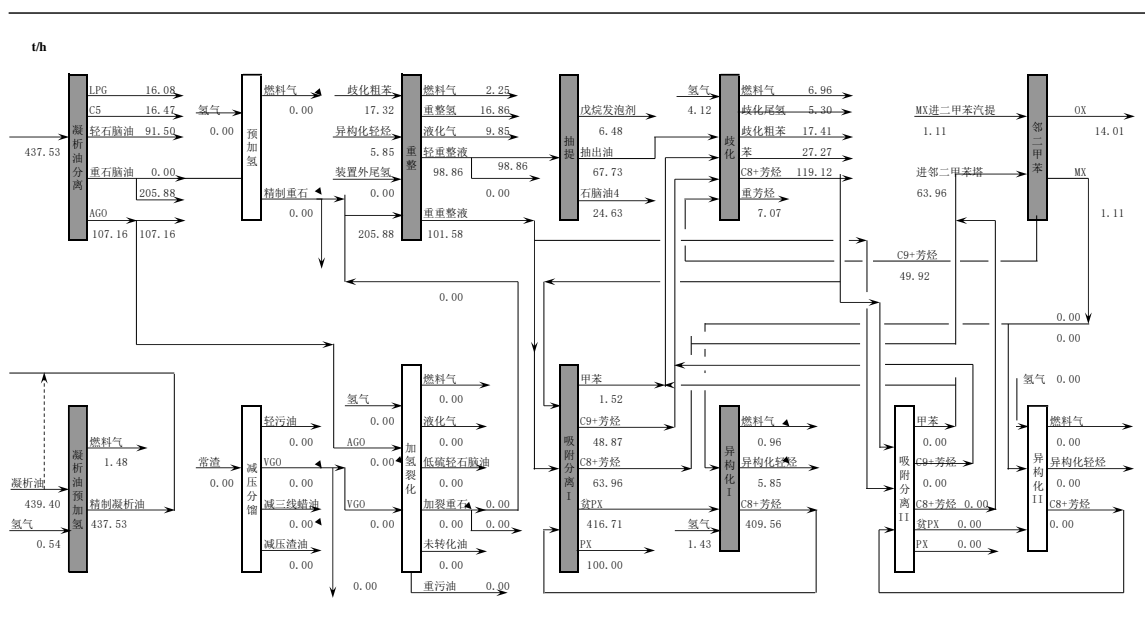 t/h
437.53
凝析油分离
LPG 16.08
C5 16.47
轻石脑油 91.50
重石脑油 0.00
205.88
AGO
107.16 107.16
氢气
0.00
预加氢
燃料气
0.00
精制重石
0.00
歧化粗苯
17.32
异构化轻烃
5.85
装置外尾氢
0.00
205.88
重整
燃料气 2.25
重整氢 16.86
液化气 9.85
轻重整液
98.86 98.86
0.00
重重整液
101.58
抽提
戊烷发泡剂
6.48
抽出油
67.73
石脑油4
24.63
氢气
4.12
歧化
燃料气 6.96
歧化尾氢 5.30
歧化粗苯 17.41
苯 27.27
C8+芳烃 119.12
重芳烃
7.07
MX进二甲苯汽提
1.11
进邻二甲苯塔
63.96
邻二甲苯
OX
14.01
MX
1.11
C9+芳烃
49.92
0.00
0.00
0.00
凝析油
439.40
氢气
0.54
凝析油预加氢
燃料气
1.48
精制凝析油
437.53
常渣
0.00
减压分馏
轻污油
0.00
VGO
0.00
减三线蜡油
0.00
减压渣油
0.00
0.00
氢气
0.00
AGO
0.00
VGO
0.00
加氢裂化
燃料气
0.00
液化气
0.00
低硫轻石脑油
0.00
加裂重石 0.00
0.00 0.00
未转化油
0.00
重污油 0.00
吸附分离I
甲苯
1.52
C9+芳烃
48.87
C8+芳烃
63.96
贫PX
416.71
PX
100.00
氢气
1.43
异构化I
燃料气
0.96
异构化轻烃
5.85
C8+芳烃
409.56
吸附分离II
甲苯
0.00
C9+芳烃
0.00
C8+芳烃 0.00
贫PX 0.00
PX 0.00
氢气 0.00
异构化II
燃料气
0.00
异构化轻烃
0.00
C8+芳烃
0.00